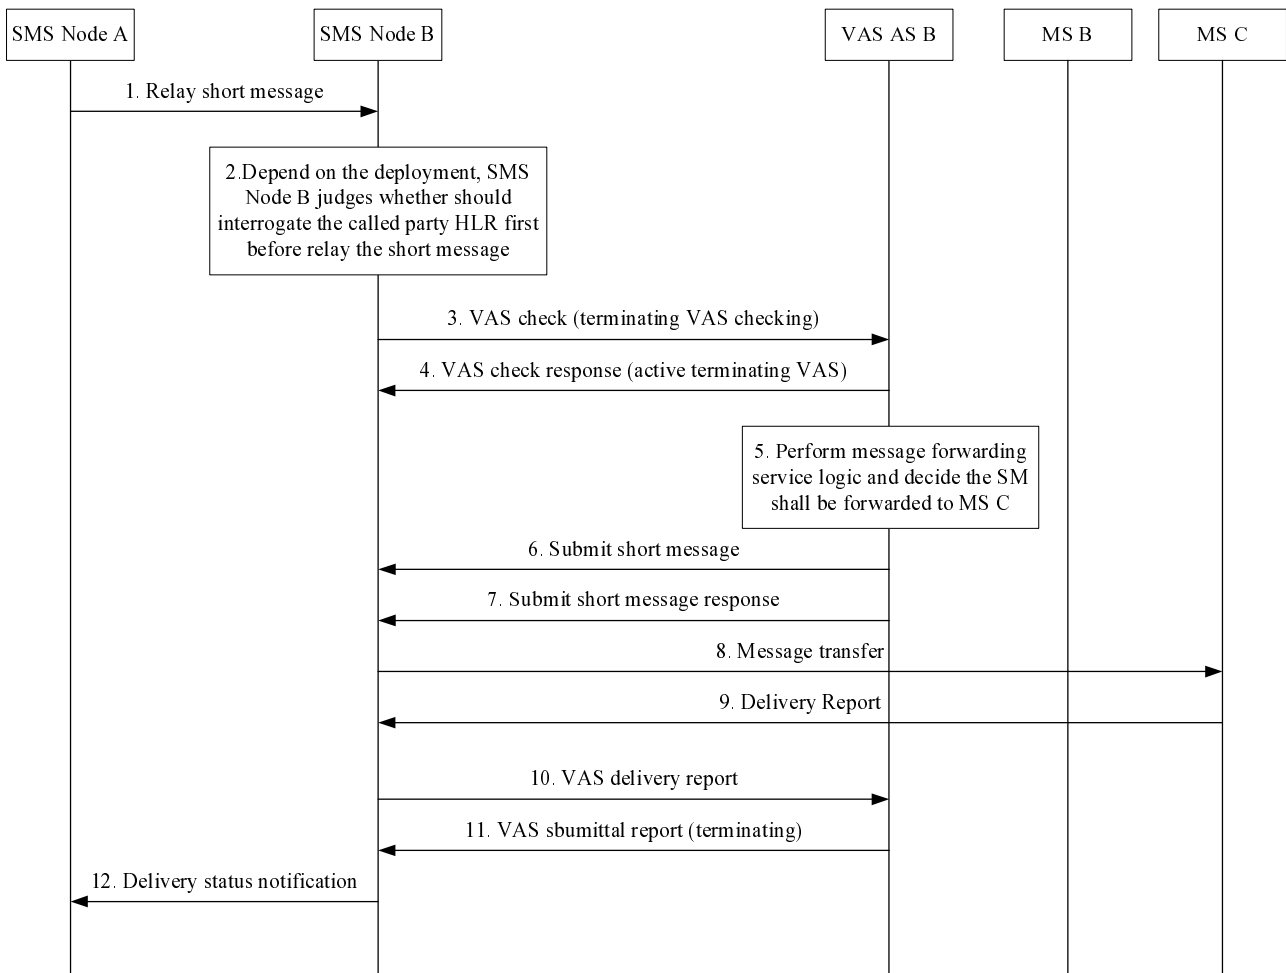 SMS Node A
SMS Node B
VAS AS B
MS B
MS C
1. Relay short message
2.Depend on the deployment, SMS
Node B judges whether should
interrogate the called party HLR first
before relay the short message
3. VAS check (terminating VAS checking)
4. VAS check response (active terminating VAS)
5. Perform message forwarding
service logic and decide the SM
shall be forwarded to MS C
6. Submit short message
7. Submit short message response
8. Message transfer
9. Delivery Report
10. VAS delivery report
11. VAS sbumittal report (terminating)
12. Delivery status notification